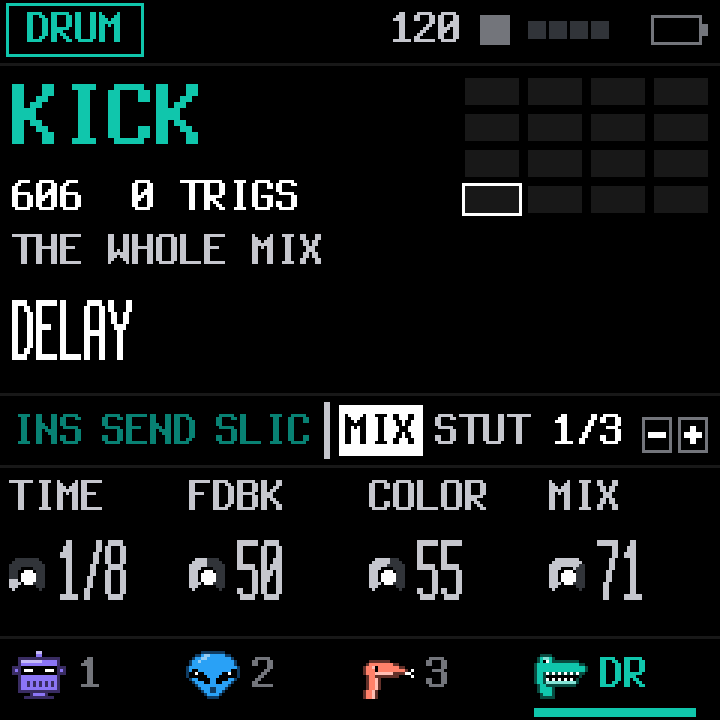 DRUM 120
KICK
606 0 TRIGS
THE WHOLE MIX
DELAY
INS SEND SLIC MIX STUT 1/3 - +
TIME FDBK COLOR MIX
1/8 50 55 71
1 2 3 DR